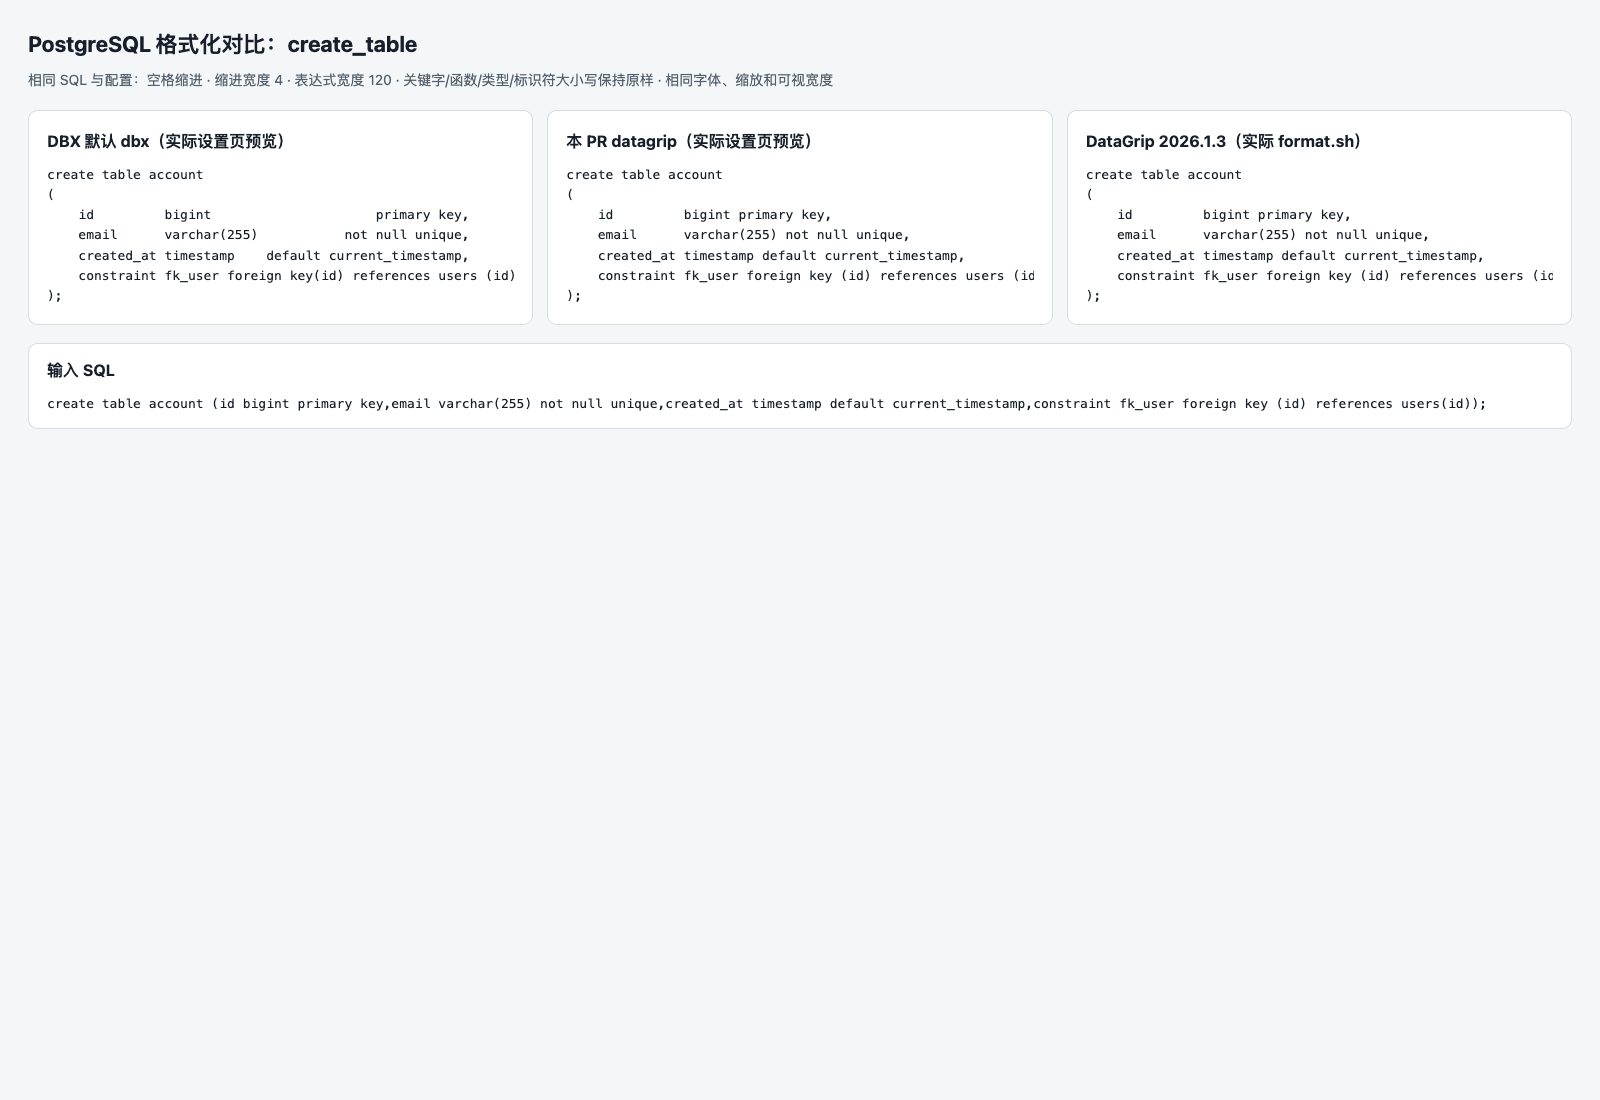 PostgreSQL 格式化对比：create_table
相同 SQL 与配置：空格缩进 · 缩进宽度 4 · 表达式宽度 120 · 关键字/函数/类型/标识符大小写保持原样 · 相同字体、缩放和可视宽度
DBX 默认 dbx（实际设置页预览）
create table account
(
    id         bigint                     primary key,
    email      varchar(255)           not null unique,
    created_at timestamp    default current_timestamp,
    constraint fk_user foreign key(id) references users (id)
);
本 PR datagrip（实际设置页预览）
create table account
(
    id         bigint primary key,
    email      varchar(255) not null unique,
    created_at timestamp default current_timestamp,
    constraint fk_user foreign key (id) references users (id
);
DataGrip 2026.1.3（实际 format.sh）
create table account
(
    id         bigint primary key,
    email      varchar(255) not null unique,
    created_at timestamp default current_timestamp,
    constraint fk_user foreign key (id) references users (id
);
输入 SQL
create table account (id bigint primary key,email varchar(255) not null unique,created_at timestamp default current_timestamp,constraint fk_user foreign key (id) references users(id));